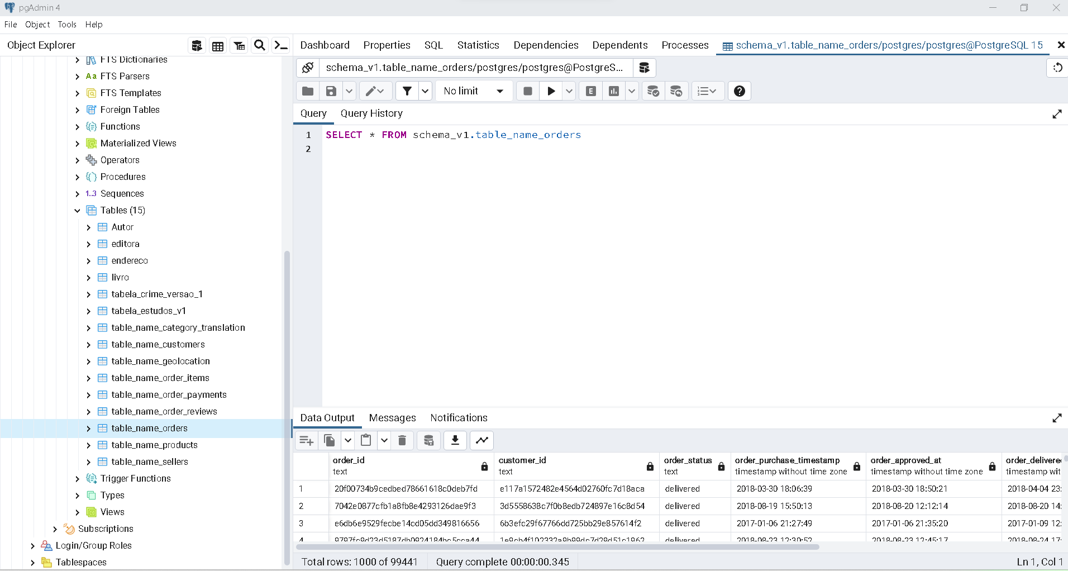 pgAdmin 4
File Object Tools Help
Object Explorer
Dashboard Properties SQL Statistics Dependencies Dependents Processes schema_v1.table_name_orders/postgres/postgres@PostgreSQL 15
FTS Dictionaries
FTS Parsers
FTS Templates
Foreign Tables
Functions
Materialized Views
Operators
Procedures
1..3 Sequences
Tables (15)
Autor
editora
endereco
livro
tabela_crime_versao_1
tabela_estudos_v1
table_name_category_translation
table_name_customers
table_name_geolocation
table_name_order_items
table_name_order_payments
table_name_order_reviews
table_name_orders
table_name_products
table_name_sellers
Trigger Functions
Types
Views
Subscriptions
Login/Group Roles
Tablespaces
schema_v1.table_name_orders/postgres/postgres@PostgreS...
No limit
Query Query History
1 SELECT * FROM schema_v1.table_name_orders
2
Data Output Messages Notifications
order_id customer_id order_status order_purchase_timestamp order_approved_at order_delivere
text text text timestamp without time zone timestamp without time zone timestamp wit
1 20f00734b9cedbed78661618c0deb7fd e117a1572482e4564d02760fc7d18aca delivered 2018-03-30 18:06:39 2018-03-30 18:50:21 2018-04-04 23:
2 7042e0877cfb1a8fb8e4293126dae9f3 3d5558638c7f0b8edb724897e16c8d54 delivered 2018-08-19 15:50:13 2018-08-20 12:12:14 2018-08-20 14:
3 e6db6e9529fecbe14cd05dd349816656 6b3efc29f67766dd725bb29e857614f2 delivered 2017-01-06 21:27:49 2017-01-06 21:35:20 2017-01-09 12:
4 delivered 2018-08-23 12:30:52 2018-08-23 12:45:17 2018-08-24 17:
Total rows: 1000 of 99441 Query complete 00:00:00.345 Ln 1, Col 1